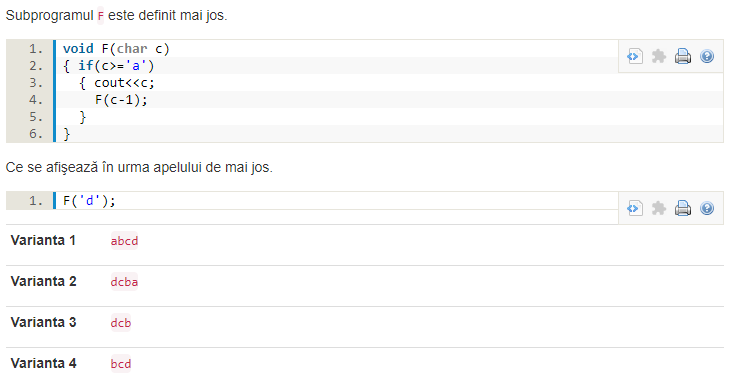 Subprogramul F este definit mai jos.
1. void F(char c)
2. { if(c>='a')
3. { cout<<c;
4. F(c-1);
5. }
6. }
Ce se afişează în urma apelului de mai jos.
1. F('d');
Varianta 1 abcd
Varianta 2 dcba
Varianta 3 dcb
Varianta 4 bcd